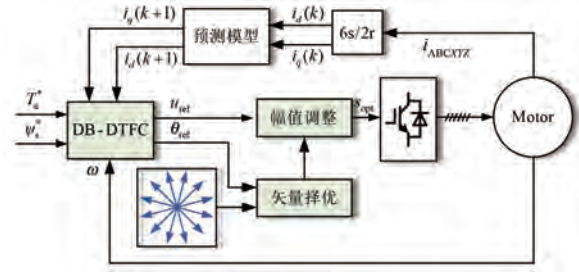 i_q(k+1)
i_d(k)
预测模型
6s/2r
i_d(k+1)
i_q(k)
i_ABCXYZ
T_e^*
u_ref
s_opt
DB-DTFC
幅值调整
Motor
ψ_s^*
θ_ref
ω
矢量择优